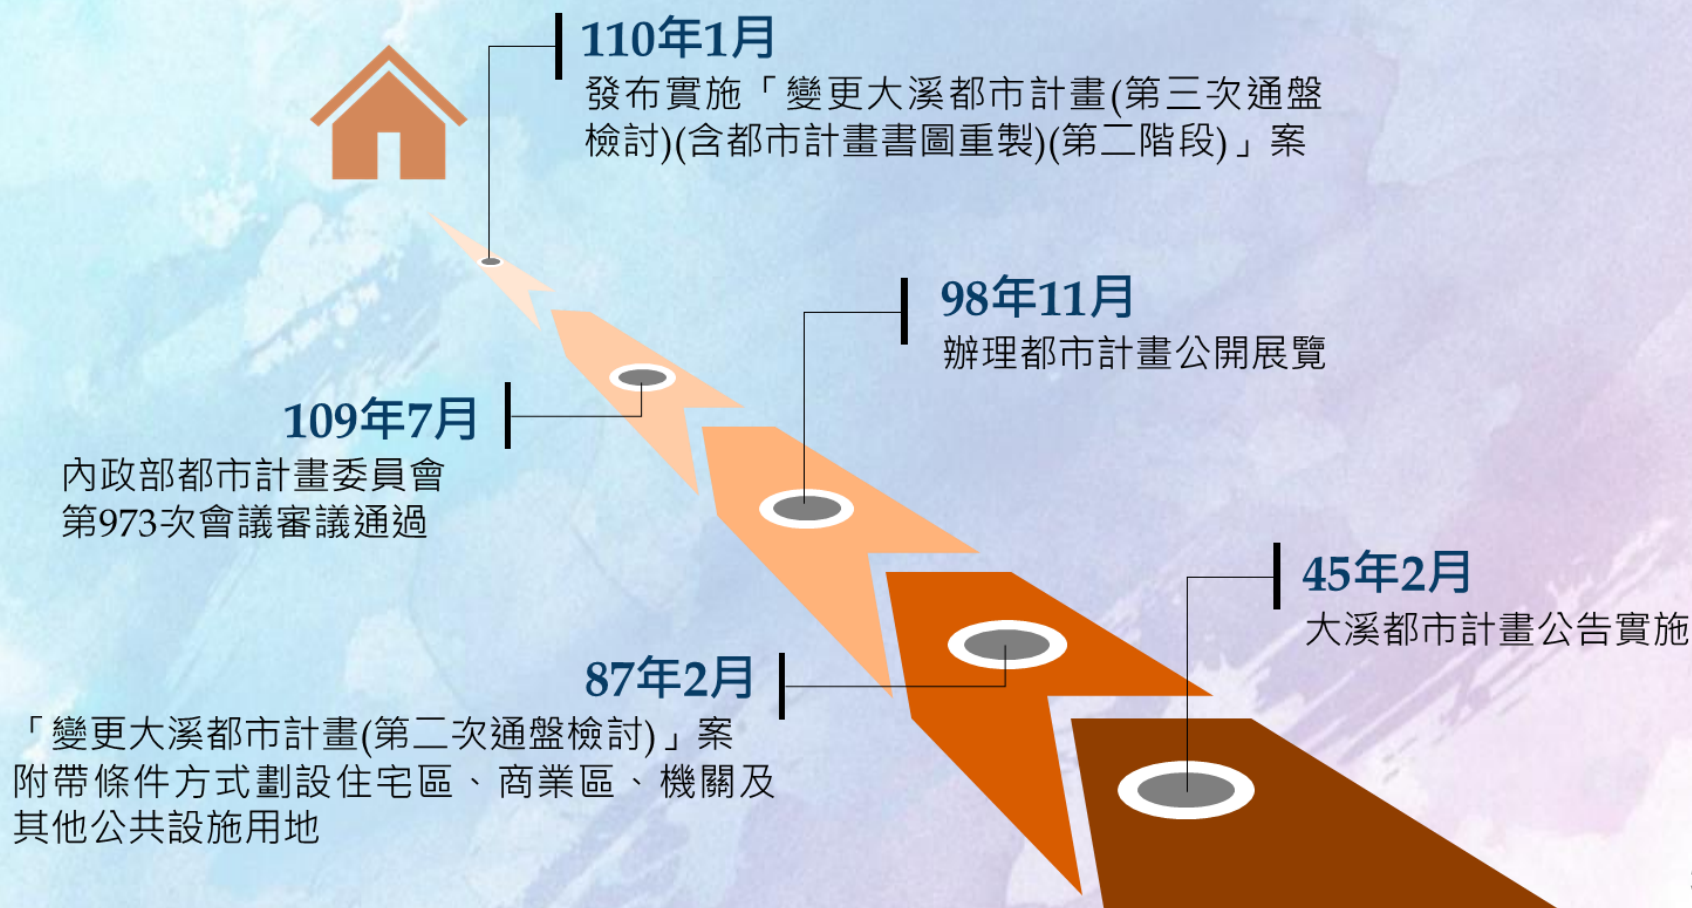 110年1月
發布實施「變更大溪都市計畫(第三次通盤
檢討)(含都市計畫書圖重製)(第二階段)」案
98年11月
辦理都市計畫公開展覽
109年7月
內政部都市計畫委員會
第973次會議審議通過
45年2月
大溪都市計畫公告實施
87年2月
「變更大溪都市計畫(第二次通盤檢討)」案
附帶條件方式劃設住宅區、商業區、機關及
其他公共設施用地